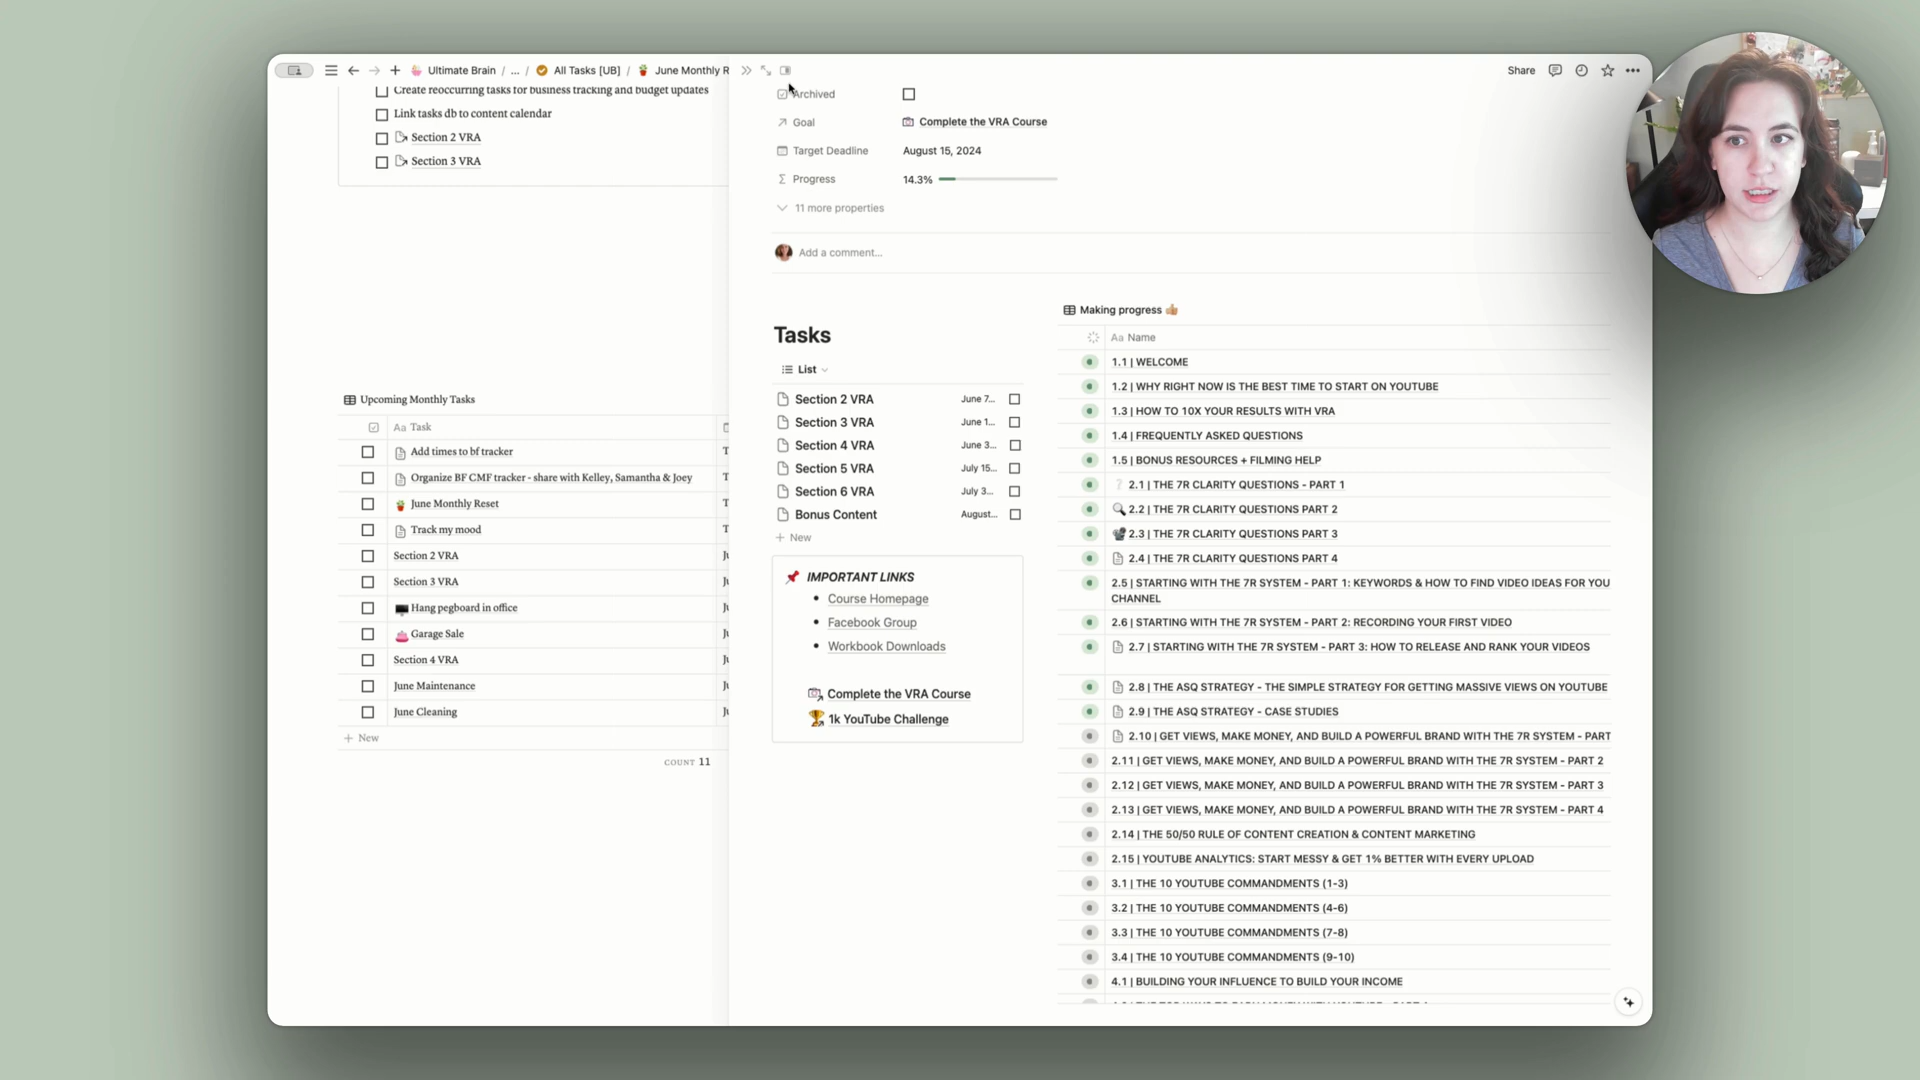 Ultimate Brain / ... / All Tasks [UB] / June Monthly R
Share
Create reoccurring tasks for business tracking and budget updates
Link tasks db to content calendar
Section 2 VRA
Section 3 VRA
Upcoming Monthly Tasks
Aa Task
Add times to bf tracker
Organize BF CMF tracker - share with Kelley, Samantha & Joey
June Monthly Reset
Track my mood
Section 2 VRA
Section 3 VRA
Hang pegboard in office
Garage Sale
Section 4 VRA
June Maintenance
June Cleaning
+ New
COUNT 11
Archived
Goal Complete the VRA Course
Target Deadline August 15, 2024
Progress 14.3%
11 more properties
Add a comment...
Tasks
List
Section 2 VRA June 7...
Section 3 VRA June 1...
Section 4 VRA June 3...
Section 5 VRA July 15...
Section 6 VRA July 3...
Bonus Content August...
+ New
IMPORTANT LINKS
• Course Homepage
• Facebook Group
• Workbook Downloads
Complete the VRA Course
1k YouTube Challenge
Making progress
Aa Name
1.1 | WELCOME
1.2 | WHY RIGHT NOW IS THE BEST TIME TO START ON YOUTUBE
1.3 | HOW TO 10X YOUR RESULTS WITH VRA
1.4 | FREQUENTLY ASKED QUESTIONS
1.5 | BONUS RESOURCES + FILMING HELP
2.1 | THE 7R CLARITY QUESTIONS - PART 1
2.2 | THE 7R CLARITY QUESTIONS PART 2
2.3 | THE 7R CLARITY QUESTIONS PART 3
2.4 | THE 7R CLARITY QUESTIONS PART 4
2.5 | STARTING WITH THE 7R SYSTEM - PART 1: KEYWORDS & HOW TO FIND VIDEO IDEAS FOR YOU
CHANNEL
2.6 | STARTING WITH THE 7R SYSTEM - PART 2: RECORDING YOUR FIRST VIDEO
2.7 | STARTING WITH THE 7R SYSTEM - PART 3: HOW TO RELEASE AND RANK YOUR VIDEOS
2.8 | THE ASQ STRATEGY - THE SIMPLE STRATEGY FOR GETTING MASSIVE VIEWS ON YOUTUBE
2.9 | THE ASQ STRATEGY - CASE STUDIES
2.10 | GET VIEWS, MAKE MONEY, AND BUILD A POWERFUL BRAND WITH THE 7R SYSTEM - PART
2.11 | GET VIEWS, MAKE MONEY, AND BUILD A POWERFUL BRAND WITH THE 7R SYSTEM - PART 2
2.12 | GET VIEWS, MAKE MONEY, AND BUILD A POWERFUL BRAND WITH THE 7R SYSTEM - PART 3
2.13 | GET VIEWS, MAKE MONEY, AND BUILD A POWERFUL BRAND WITH THE 7R SYSTEM - PART 4
2.14 | THE 50/50 RULE OF CONTENT CREATION & CONTENT MARKETING
2.15 | YOUTUBE ANALYTICS: START MESSY & GET 1% BETTER WITH EVERY UPLOAD
3.1 | THE 10 YOUTUBE COMMANDMENTS (1-3)
3.2 | THE 10 YOUTUBE COMMANDMENTS (4-6)
3.3 | THE 10 YOUTUBE COMMANDMENTS (7-8)
3.4 | THE 10 YOUTUBE COMMANDMENTS (9-10)
4.1 | BUILDING YOUR INFLUENCE TO BUILD YOUR INCOME